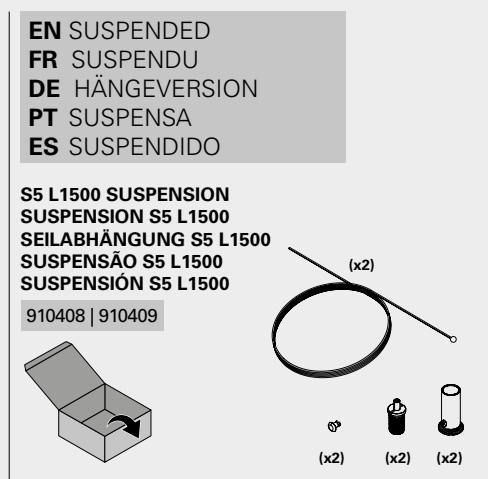 EN SUSPENDED
FR SUSPENDU
DE HÄNGEVERSION
PT SUSPENSA
ES SUSPENDIDO
S5 L1500 SUSPENSION
SUSPENSION S5 L1500
SEILABHÄNGUNG S5 L1500
SUSPENSÃO S5 L1500
SUSPENSIÓN S5 L1500
910408 | 910409
(x2)
(x2) (x2) (x2)